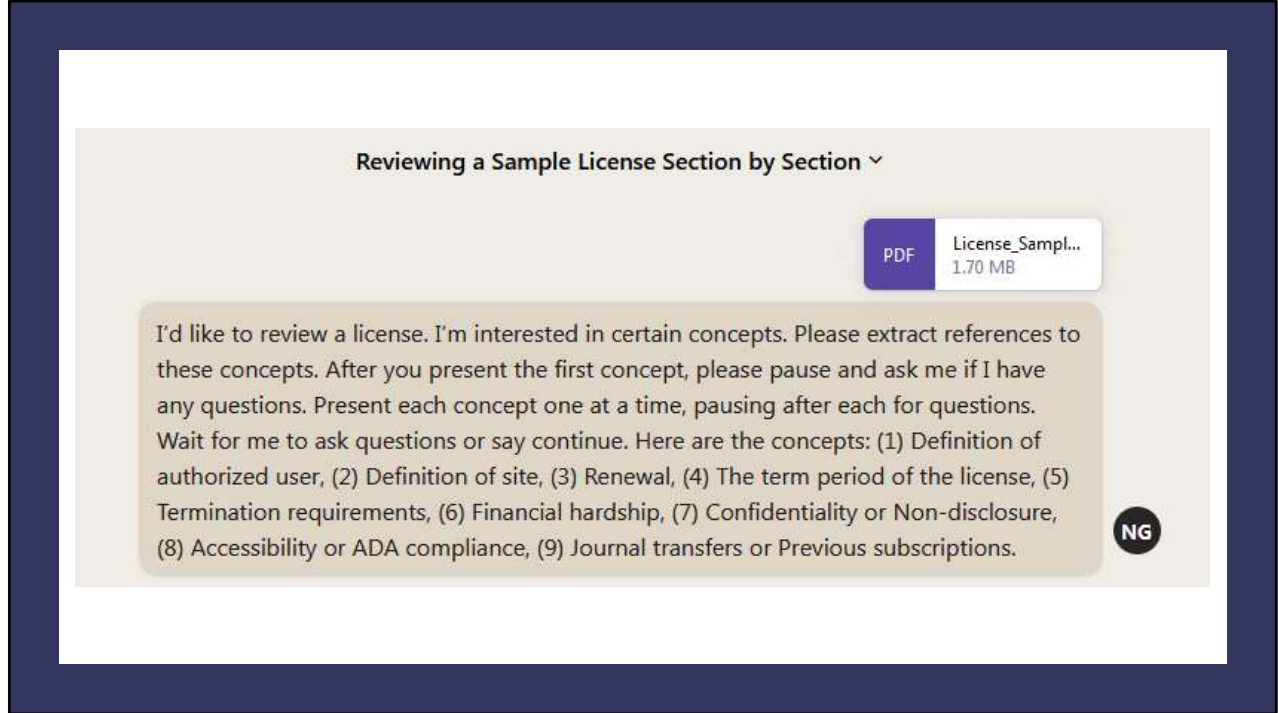 Reviewing a Sample License Section by Section
PDF
License_Sampl...
1.70 MB
I'd like to review a license. I'm interested in certain concepts. Please extract references to
these concepts. After you present the first concept, please pause and ask me if I have
any questions. Present each concept one at a time, pausing after each for questions.
Wait for me to ask questions or say continue. Here are the concepts: (1) Definition of
authorized user, (2) Definition of site, (3) Renewal, (4) The term period of the license, (5)
Termination requirements, (6) Financial hardship, (7) Confidentiality or Non-disclosure,
(8) Accessibility or ADA compliance, (9) Journal transfers or Previous subscriptions.
NG